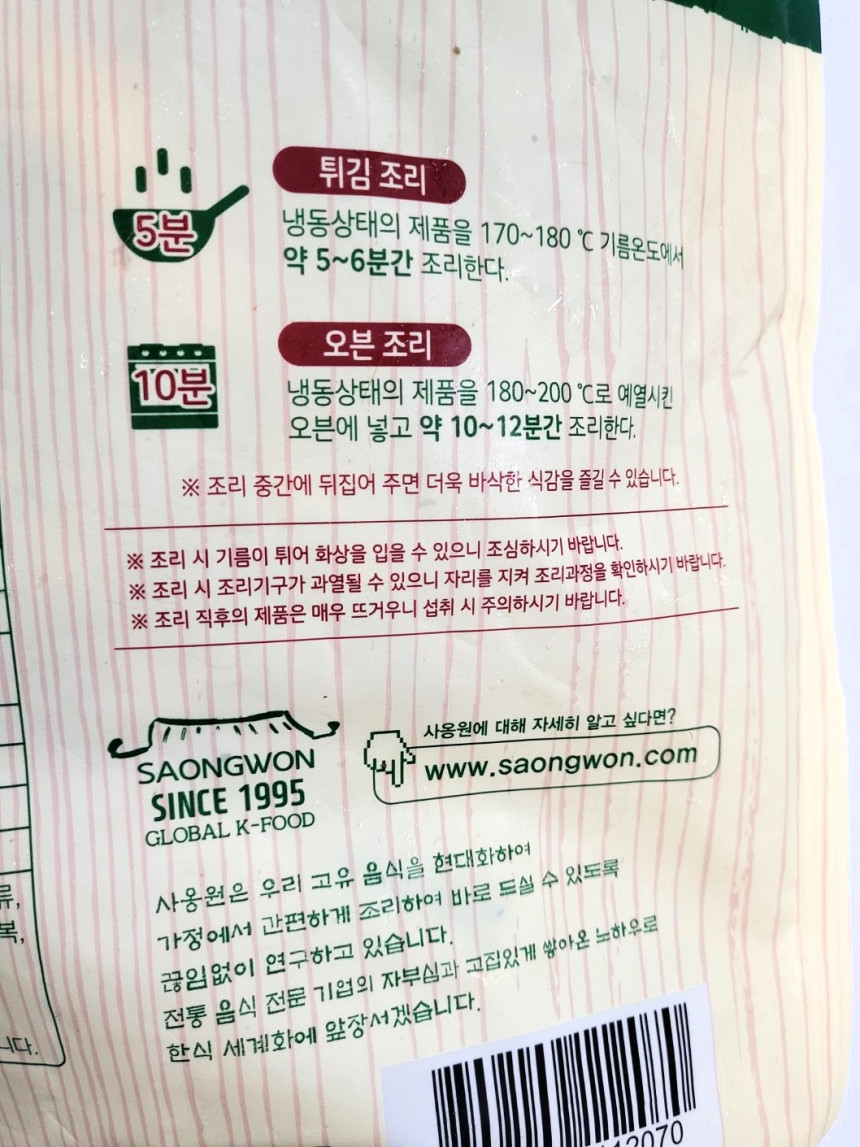 튀김 조리
5분
냉동상태의 제품을 170~180 ℃ 기름온도에서
약 5~6분간 조리한다.
오븐 조리
10분
냉동상태의 제품을 180~200 ℃로 예열시킨
오븐에 넣고 약 10~12분간 조리한다.
※ 조리 중간에 뒤집어 주면 더욱 바삭한 식감을 즐길 수 있습니다.
※ 조리 시 기름이 튀어 화상을 입을 수 있으니 조심하시기 바랍니다.
※ 조리 시 조리기구가 과열될 수 있으니 자리를 지켜 조리과정을 확인하시기 바랍니다.
※ 조리 직후의 제품은 매우 뜨거우니 섭취 시 주의하시기 바랍니다.
SAONGWON
SINCE 1995
GLOBAL K-FOOD
사옹원에 대해 자세히 알고 싶다면?
www.saongwon.com
사옹원은 우리 고유 음식을 현대화하여
가정에서 간편하게 조리하여 바로 드실 수 있도록
끊임없이 연구하고 있습니다.
전통 음식 전문 기업의 자부심과 고집있게 쌓아온 노하우로
한식 세계화에 앞장서겠습니다.
류,
복,
니다.
12070